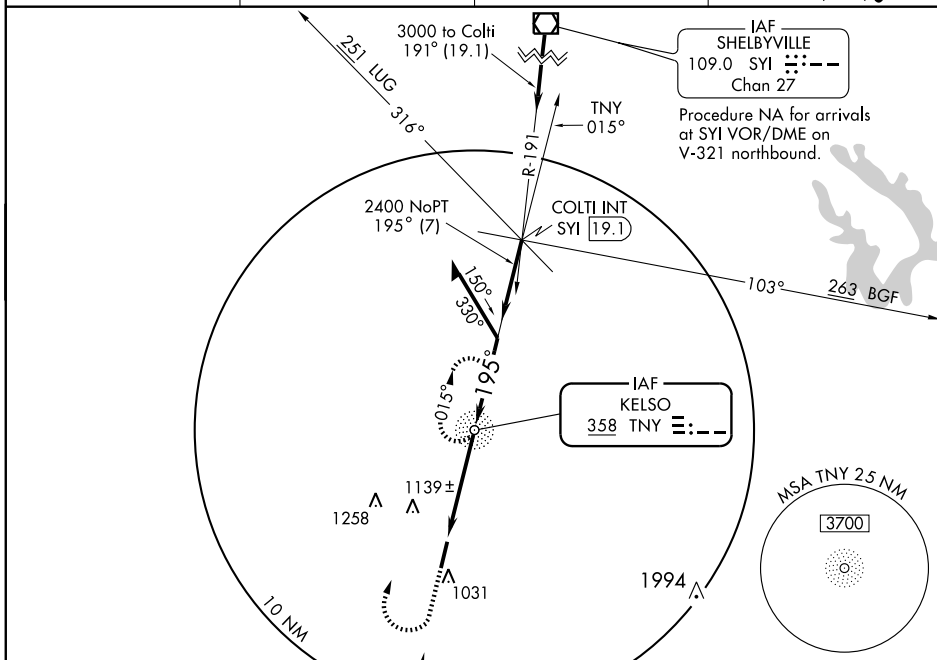 3000 to Colti
191° (19.1)
IAF
SHELBYVILLE
109.0 SYI
Chan 27
251 LUG
316°
TNY
015°
Procedure NA for arrivals
at SYI VOR/DME on
V-321 northbound.
R-191
2400 NoPT
195° (7)
COLTI INT
SYI 19.1
103°
263 BGF
150°
330°
195°
015°
IAF
KELSO
358 TNY
1139±
1258
MSA TNY 25 NM
3700
1031
1994
10 NM